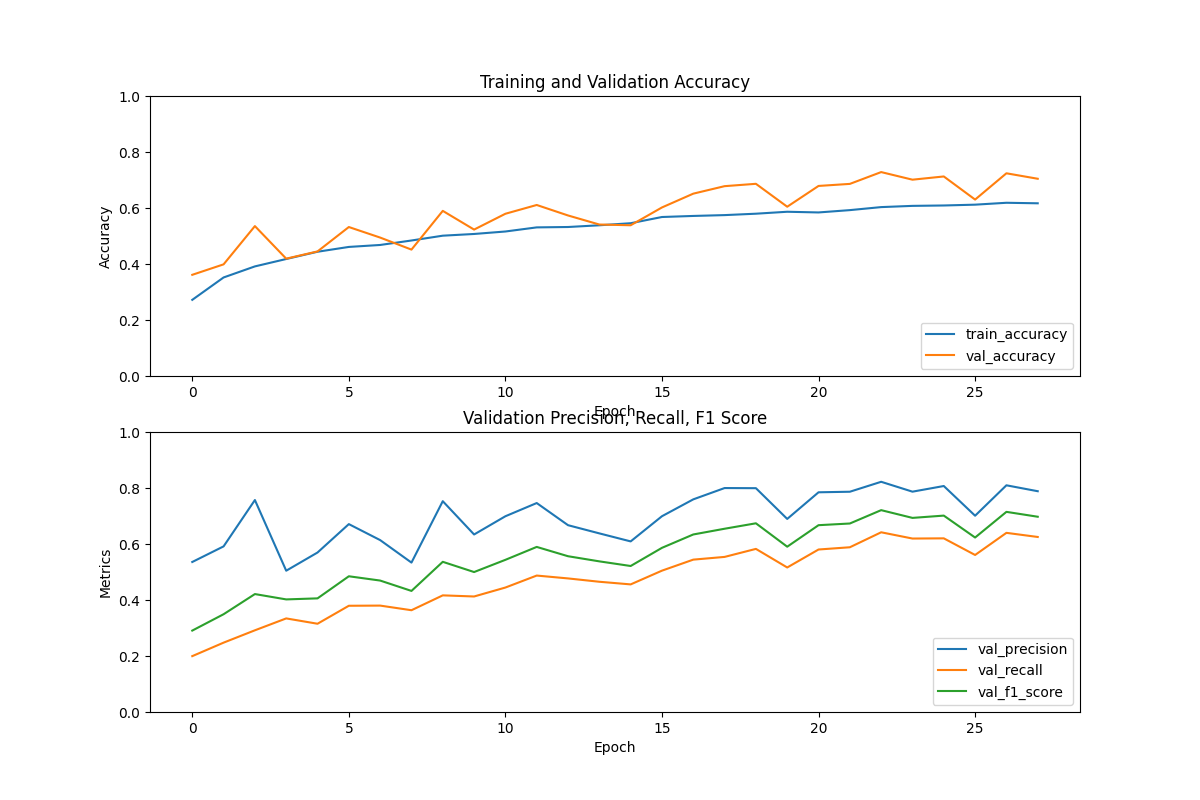 Training and Validation Accuracy
1.0
0.8
0.6
0.4
0.2
0.0
Accuracy
train_accuracy
val_accuracy
0 5 10 15 20 25
Epoch
Validation Precision, Recall, F1 Score
1.0
0.8
0.6
0.4
0.2
0.0
Metrics
val_precision
val_recall
val_f1_score
0 5 10 15 20 25
Epoch